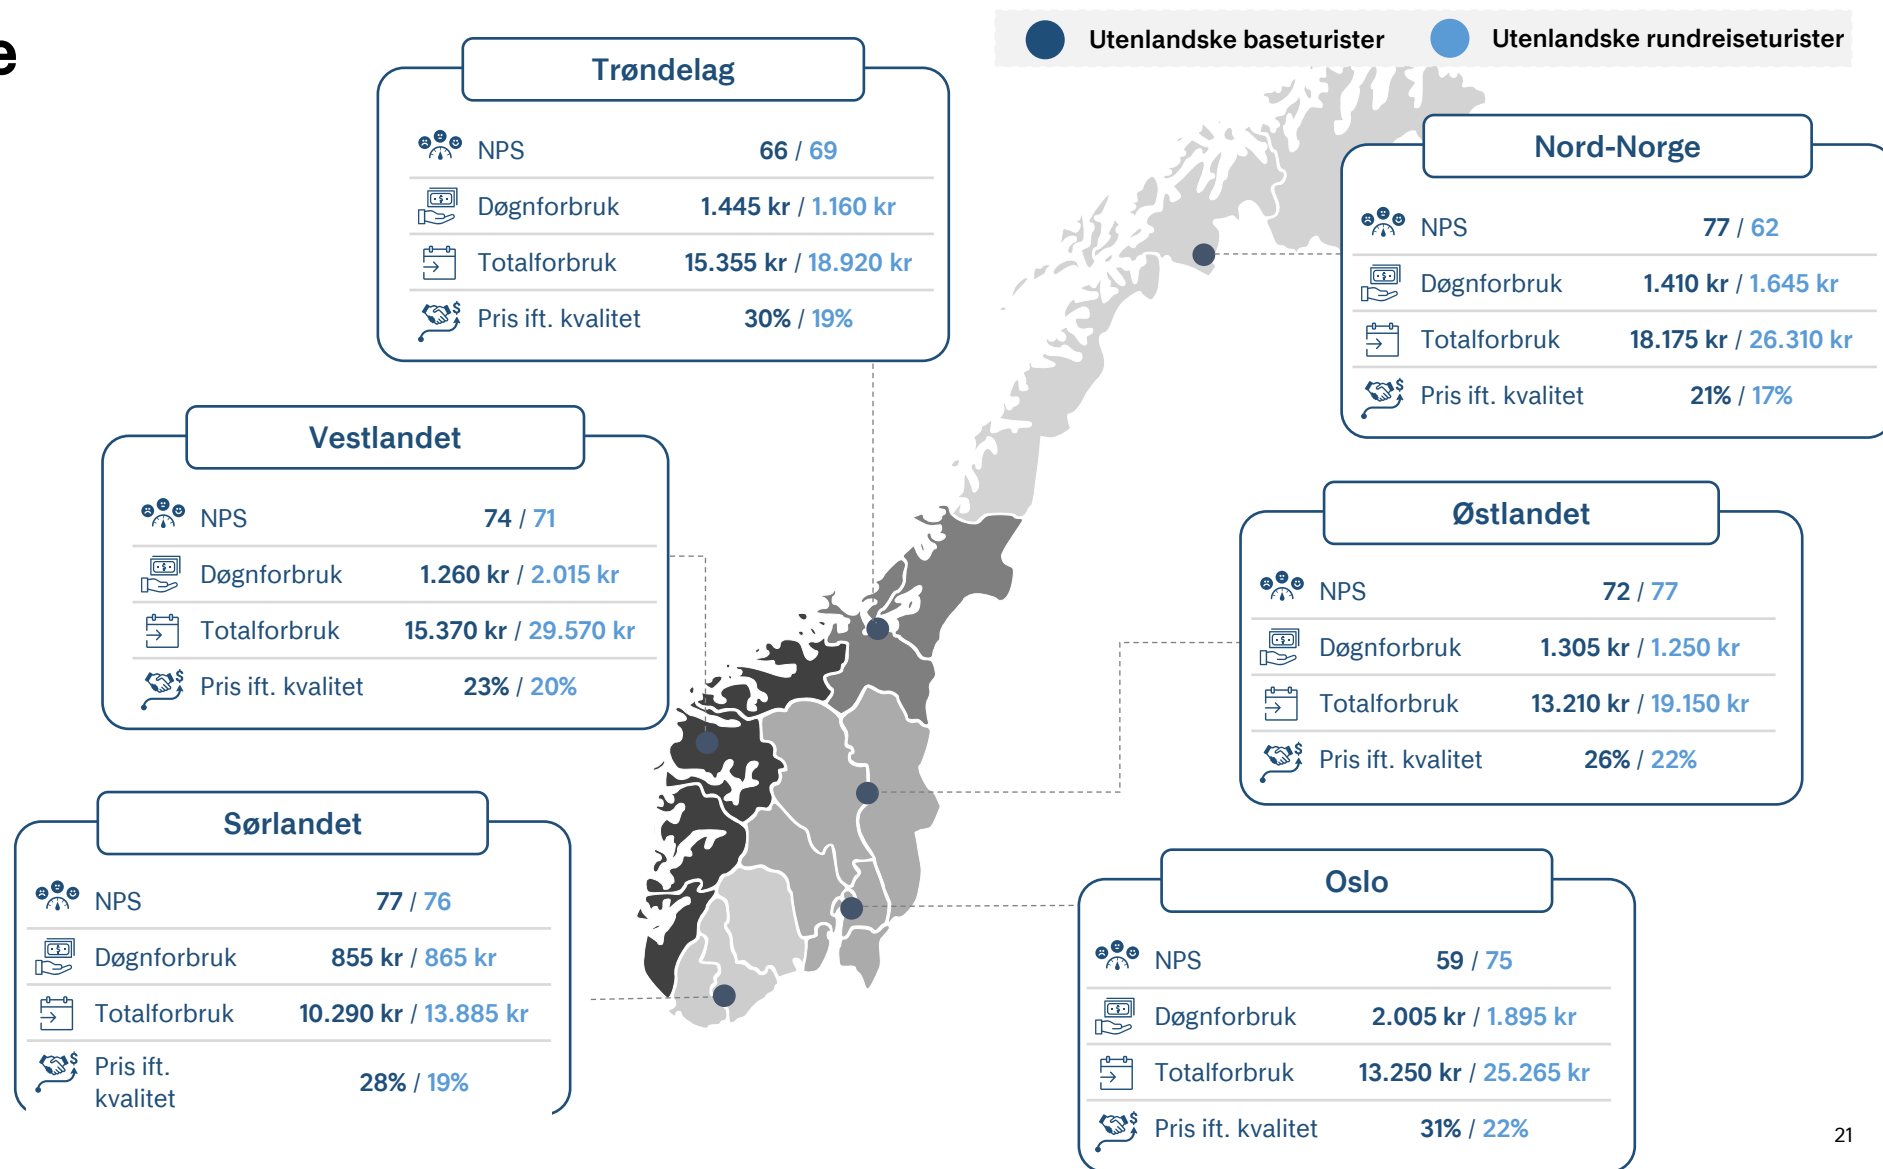 e
Utenlandske baseturister
Utenlandske rundreiseturister
Trøndelag
NPS 66 / 69
Døgnforbruk 1.445 kr / 1.160 kr
Totalforbruk 15.355 kr / 18.920 kr
Pris ift. kvalitet 30% / 19%
Nord-Norge
NPS 77 / 62
Døgnforbruk 1.410 kr / 1.645 kr
Totalforbruk 18.175 kr / 26.310 kr
Pris ift. kvalitet 21% / 17%
Vestlandet
NPS 74 / 71
Døgnforbruk 1.260 kr / 2.015 kr
Totalforbruk 15.370 kr / 29.570 kr
Pris ift. kvalitet 23% / 20%
Østlandet
NPS 72 / 77
Døgnforbruk 1.305 kr / 1.250 kr
Totalforbruk 13.210 kr / 19.150 kr
Pris ift. kvalitet 26% / 22%
Sørlandet
NPS 77 / 76
Døgnforbruk 855 kr / 865 kr
Totalforbruk 10.290 kr / 13.885 kr
Pris ift.
kvalitet 28% / 19%
Oslo
NPS 59 / 75
Døgnforbruk 2.005 kr / 1.895 kr
Totalforbruk 13.250 kr / 25.265 kr
Pris ift. kvalitet 31% / 22%
21